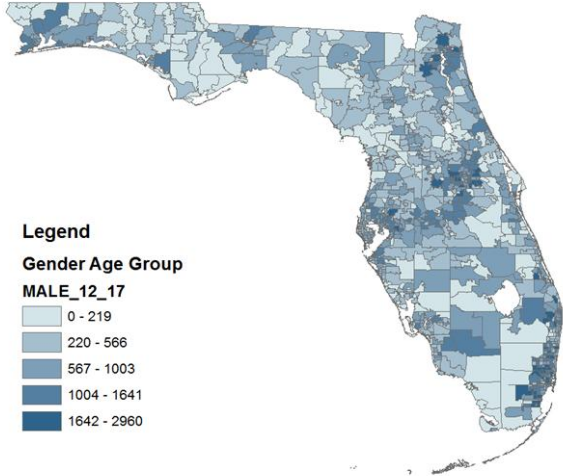 Legend
Gender Age Group
MALE_12_17
0 - 219
220 - 566
567 - 1003
1004 - 1641
1642 - 2960